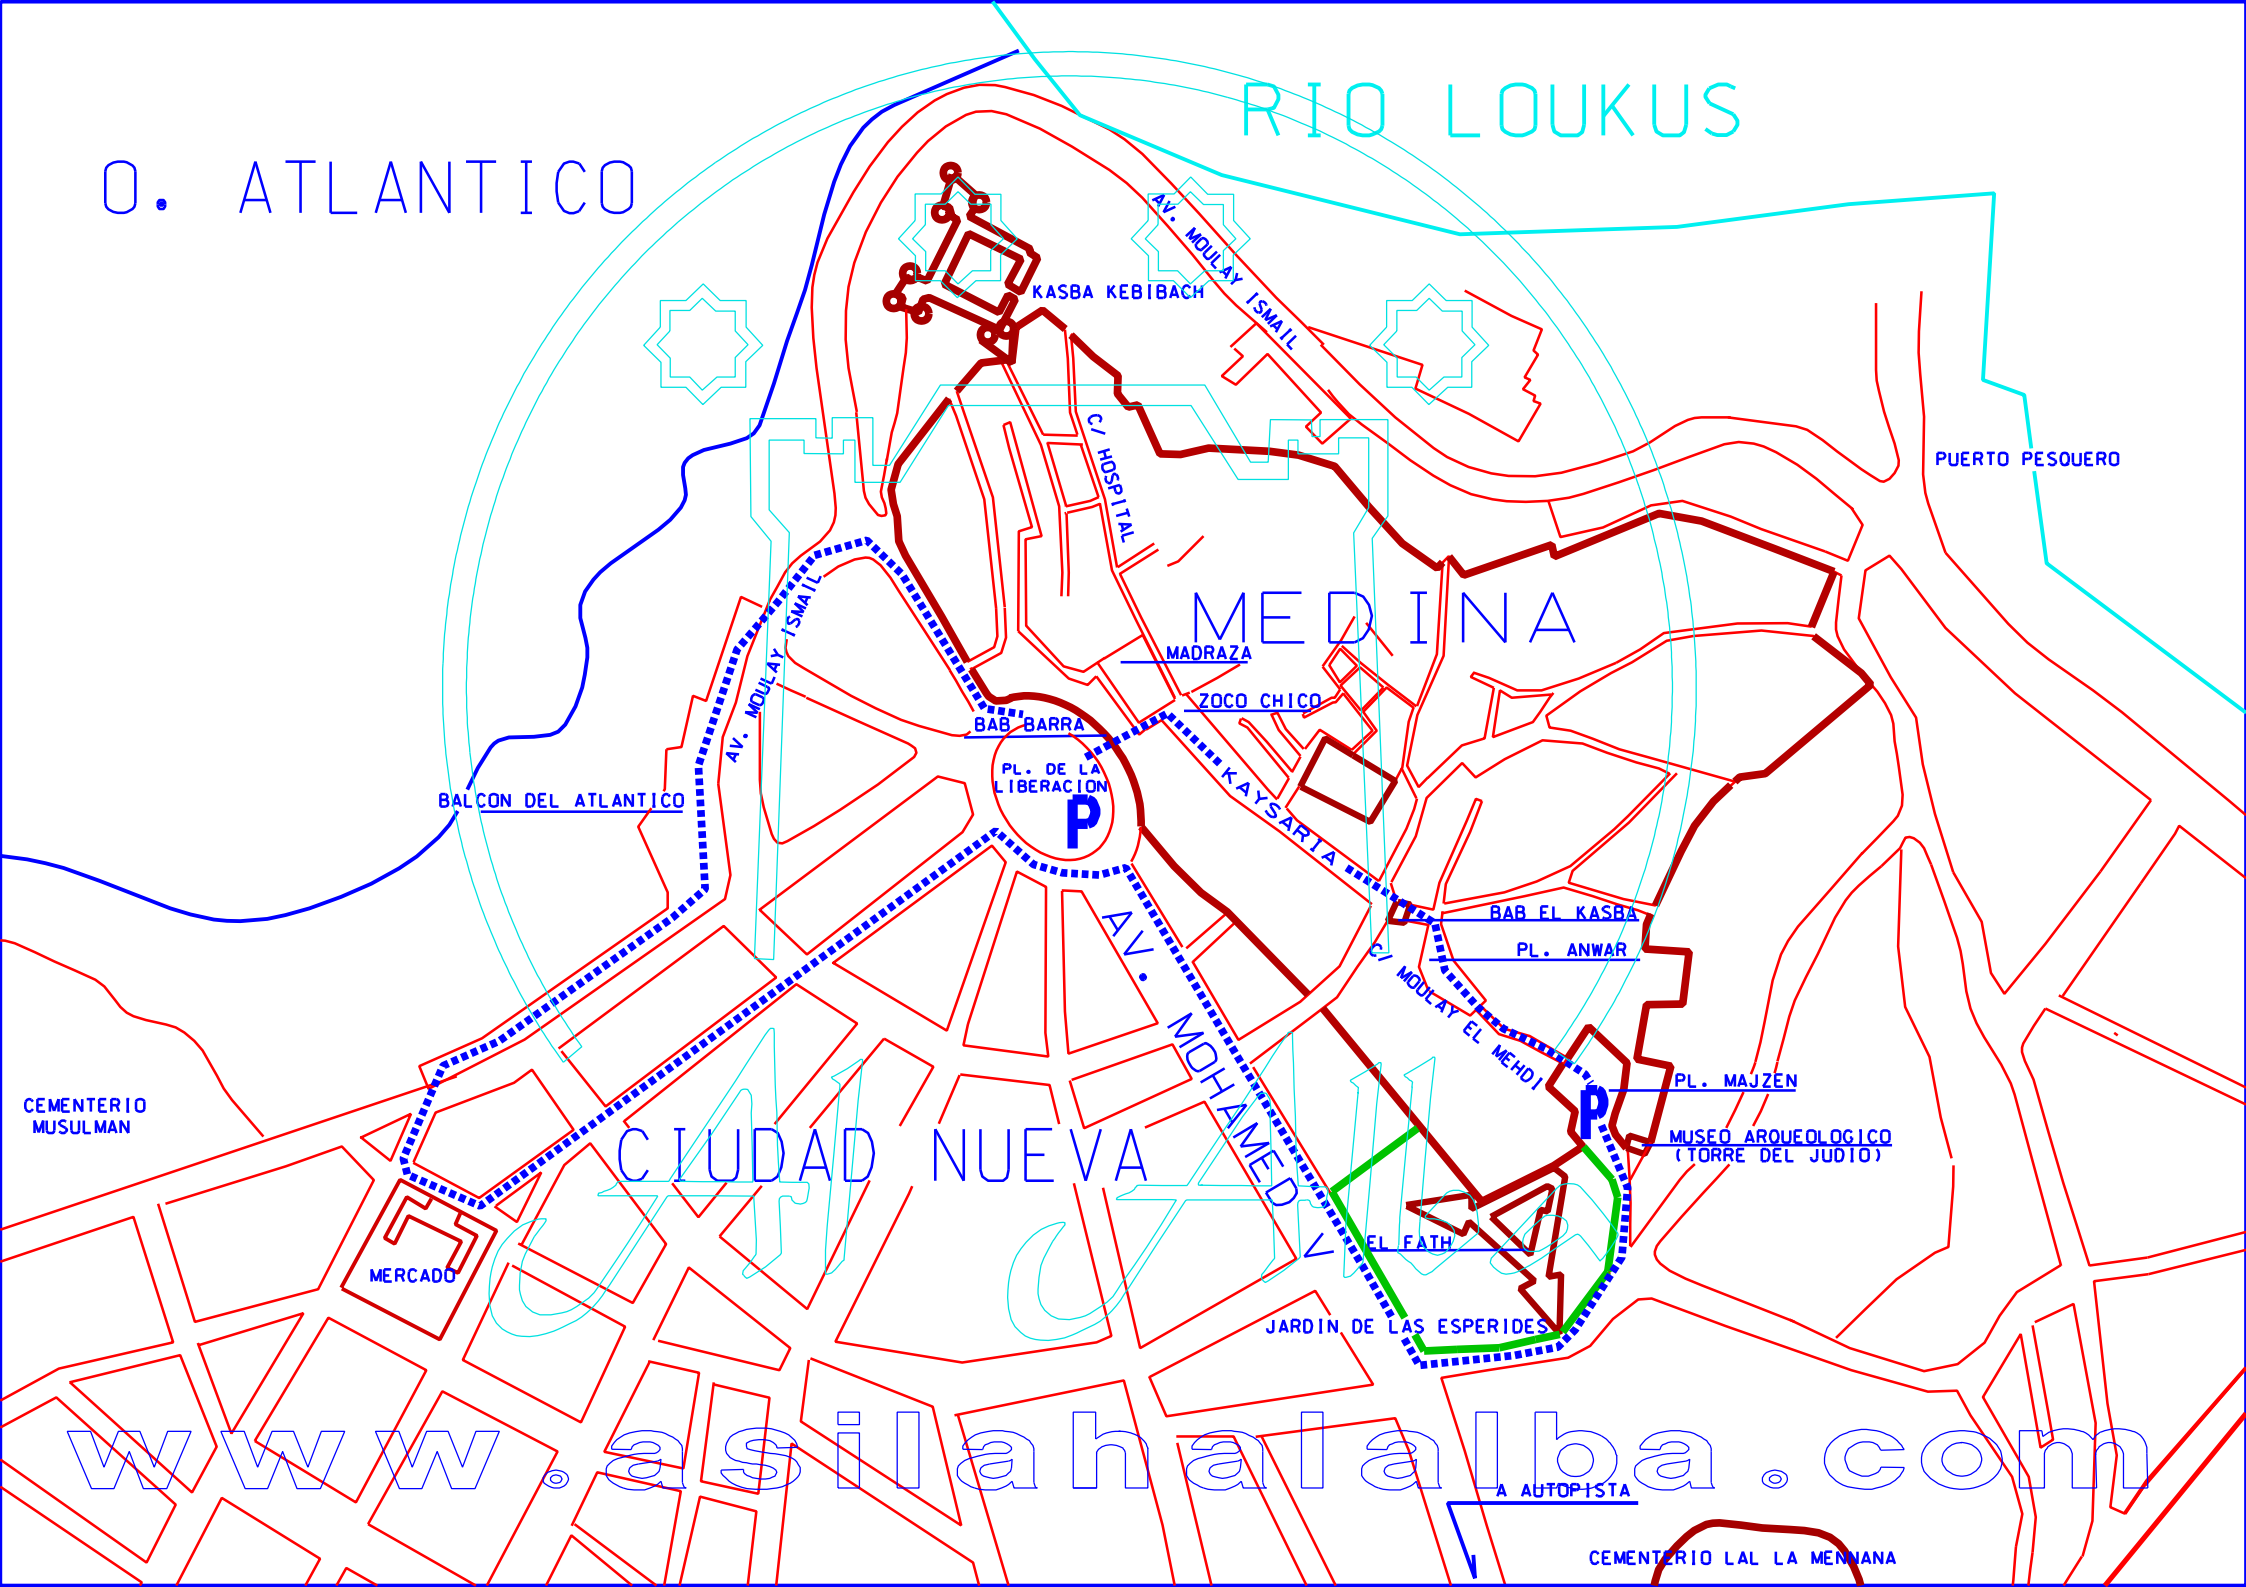 RIO LOUKUS
O. ATLANTICO
AV. MOULAY ISMAIL
KASBA KEBIBACH
C/ HOSPITAL
PUERTO PESQUERO
MEDINA
MADRAZA
ZOCO CHICO
BAB BARRA
AV. MOULAY ISMAIL
PL. DE LA
LIBERACION
P
KAYSARIA
BALCON DEL ATLANTICO
BAB EL KASBA
PL. ANWAR
C/ MOULAY EL MEHDI
AV. MOHAMED V
PL. MAJZEN
P
CEMENTERIO
MUSULMAN
MUSEO ARQUEOLOGICO
(TORRE DEL JUDIO)
CIUDAD NUEVA
Al Alba
EL FATH
MERCADO
JARDIN DE LAS ESPERIDES
www.asilahalalba.com
A AUTOPISTA
CEMENTERIO LAL LA MENNANA